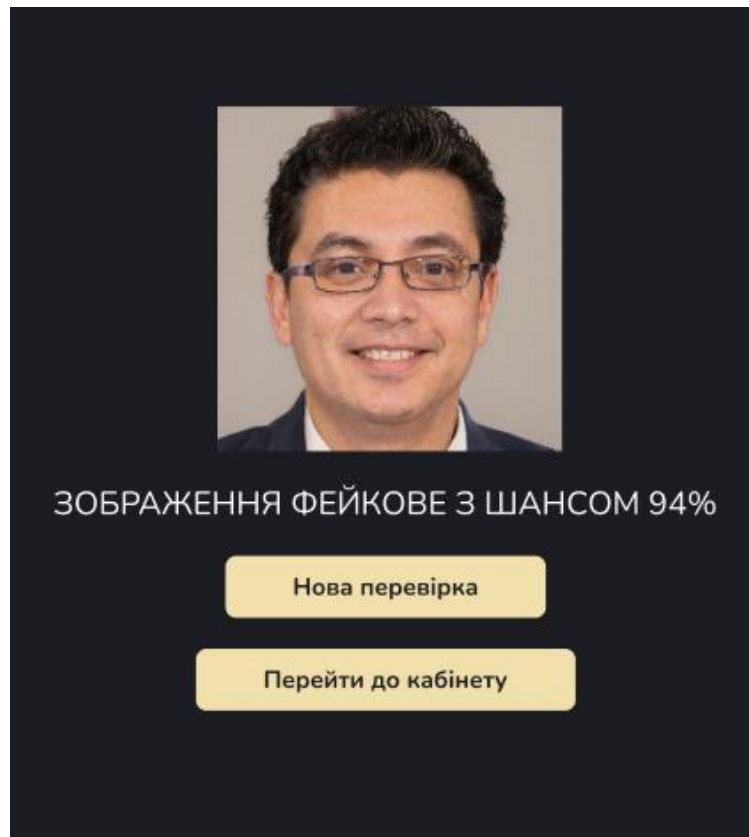 ЗОБРАЖЕННЯ ФЕЙКОВЕ З ШАНСОМ 94%
Нова перевірка
Перейти до кабінету